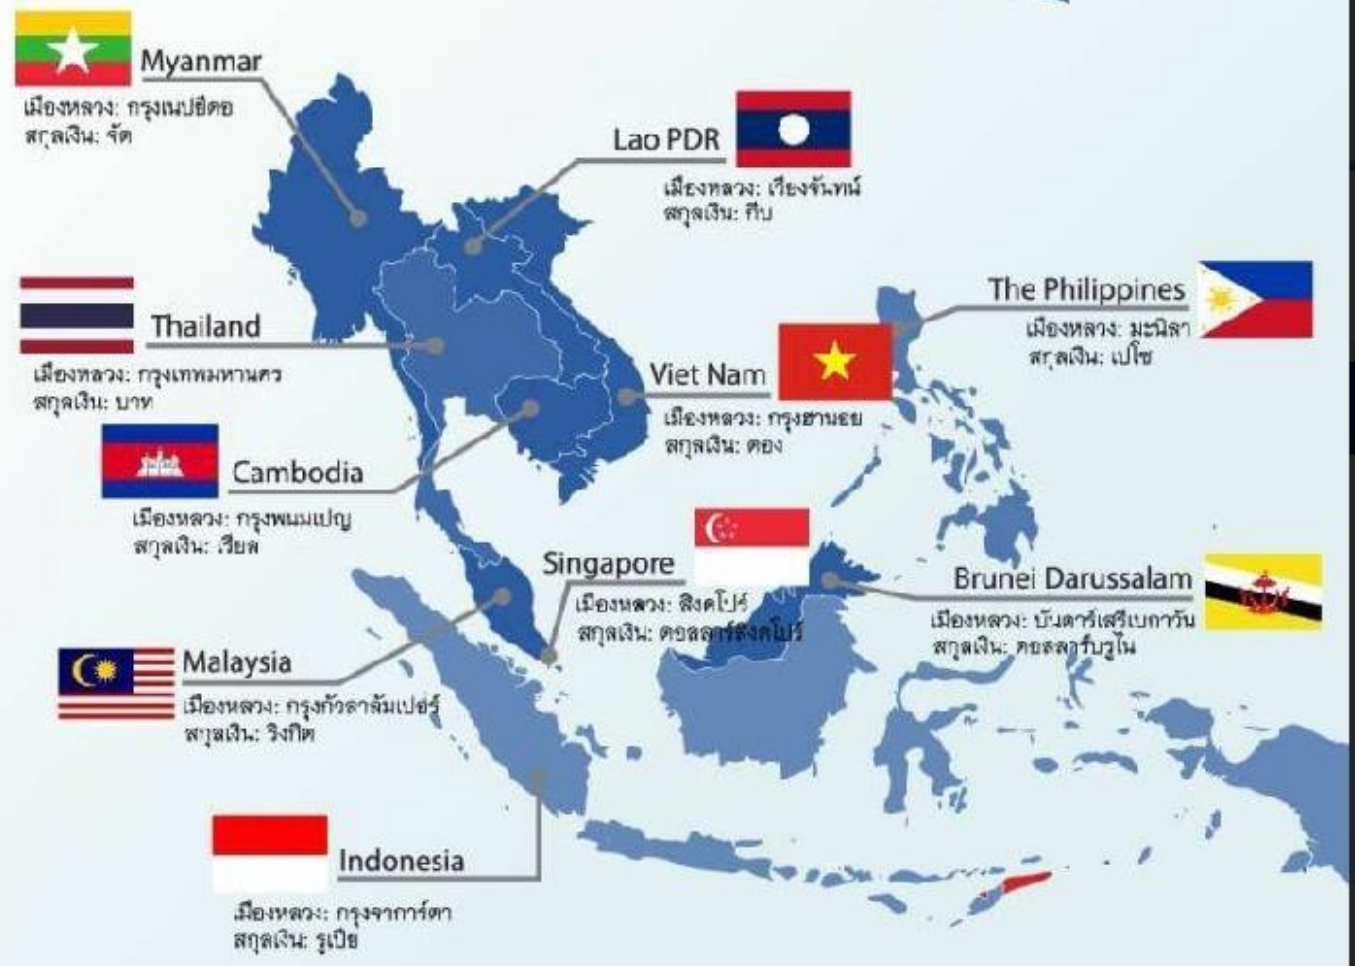 Myanmar
เมืองหลวง: กรุงเนปยีดอ
สกุลเงิน: จัต
Lao PDR
เมืองหลวง: เวียงจันทน์
สกุลเงิน: กีบ
The Philippines
เมืองหลวง: มะนิลา
สกุลเงิน: เปโซ
Thailand
เมืองหลวง: กรุงเทพมหานคร
สกุลเงิน: บาท
Viet Nam
เมืองหลวง: กรุงฮานอย
สกุลเงิน: ดอง
Cambodia
เมืองหลวง: กรุงพนมเปญ
สกุลเงิน: เรียล
Singapore
เมืองหลวง: สิงคโปร์
สกุลเงิน: ดอลลาร์สิงคโปร์
Brunei Darussalam
เมืองหลวง: บันดาร์เสรีเบกาวัน
สกุลเงิน: ดอลลาร์บรูไน
Malaysia
เมืองหลวง: กรุงกัวลาลัมเปอร์
สกุลเงิน: ริงกิต
Indonesia
เมืองหลวง: กรุงจาการ์ตา
สกุลเงิน: รูเปีย